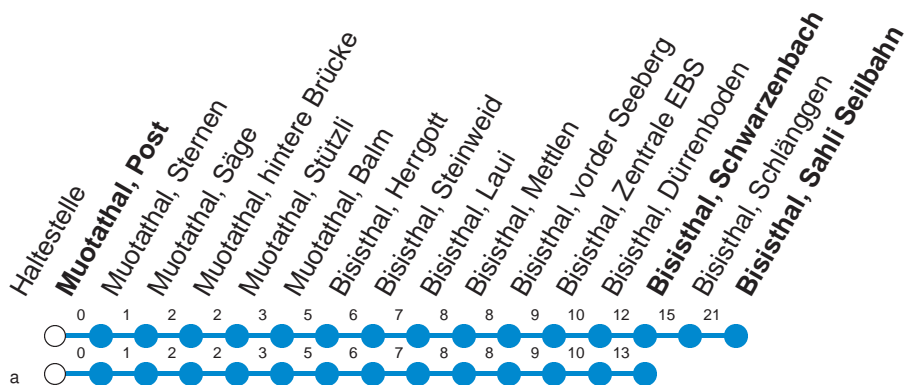 Haltestelle
Muotathal, Post
Muotathal, Sternen
Muotathal, Säge
Muotathal, hintere Brücke
Muotathal, Stützli
Muotathal, Balm
Bisisthal, Herrgott
Bisisthal, Steinweid
Bisisthal, Laui
Bisisthal, Mettlen
Bisisthal, vorder Seeberg
Bisisthal, Zentrale EBS
Bisisthal, Dürrenboden
Bisisthal, Schwarzenbach
Bisisthal, Schlänggen
Bisisthal, Sahli Seilbahn
0 1 2 2 3 5 6 7 8 8 9 10 12 15 21
a 0 1 2 2 3 5 6 7 8 8 9 10 13